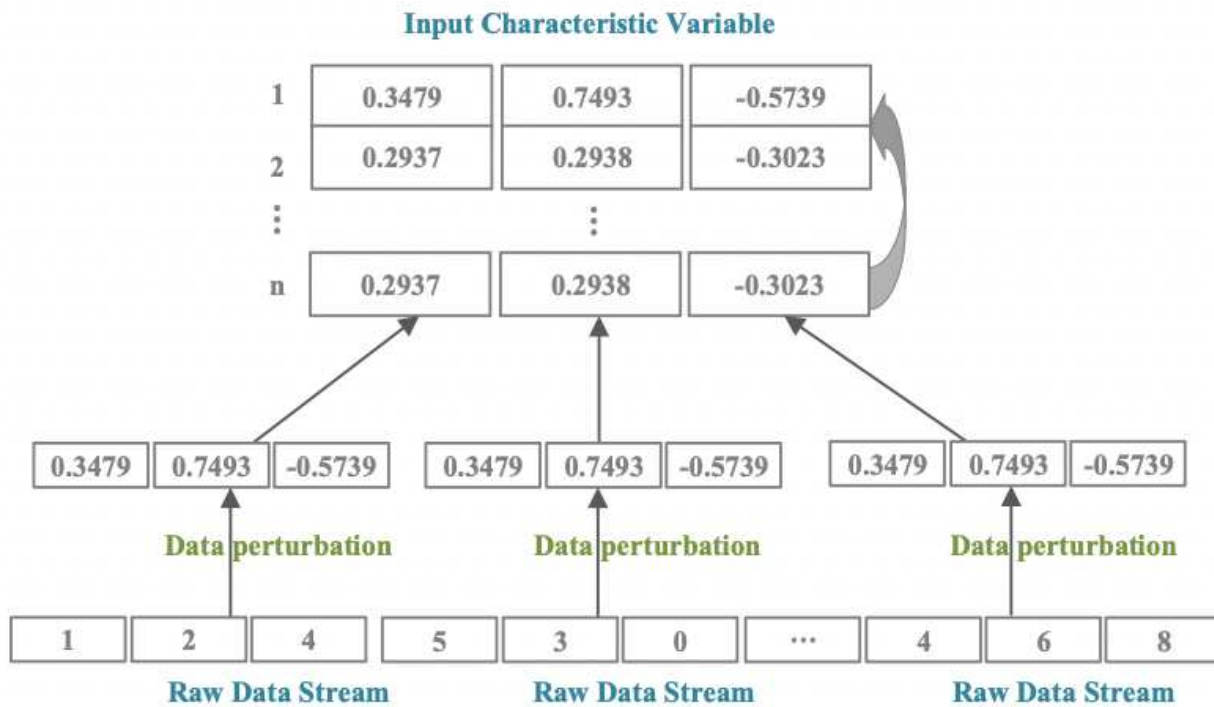 Input Characteristic Variable
1 0.3479 0.7493 -0.5739
2 0.2937 0.2938 -0.3023
⋮ ⋮
n 0.2937 0.2938 -0.3023
0.3479 0.7493 -0.5739 0.3479 0.7493 -0.5739 0.3479 0.7493 -0.5739
Data perturbation Data perturbation Data perturbation
1 2 4 5 3 0 ... 4 6 8
Raw Data Stream Raw Data Stream Raw Data Stream